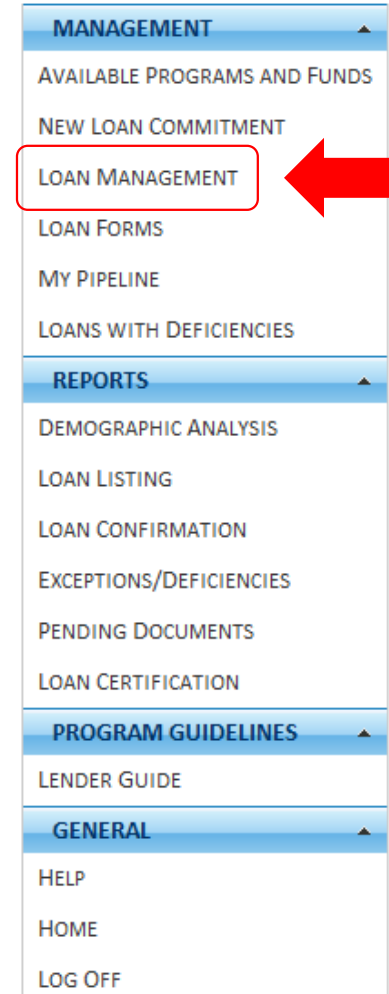 MANAGEMENT
AVAILABLE PROGRAMS AND FUNDS
NEW LOAN COMMITMENT
LOAN MANAGEMENT
LOAN FORMS
MY PIPELINE
LOANS WITH DEFICIENCIES
REPORTS
DEMOGRAPHIC ANALYSIS
LOAN LISTING
LOAN CONFIRMATION
EXCEPTIONS/DEFICIENCIES
PENDING DOCUMENTS
LOAN CERTIFICATION
PROGRAM GUIDELINES
LENDER GUIDE
GENERAL
HELP
HOME
LOG OFF